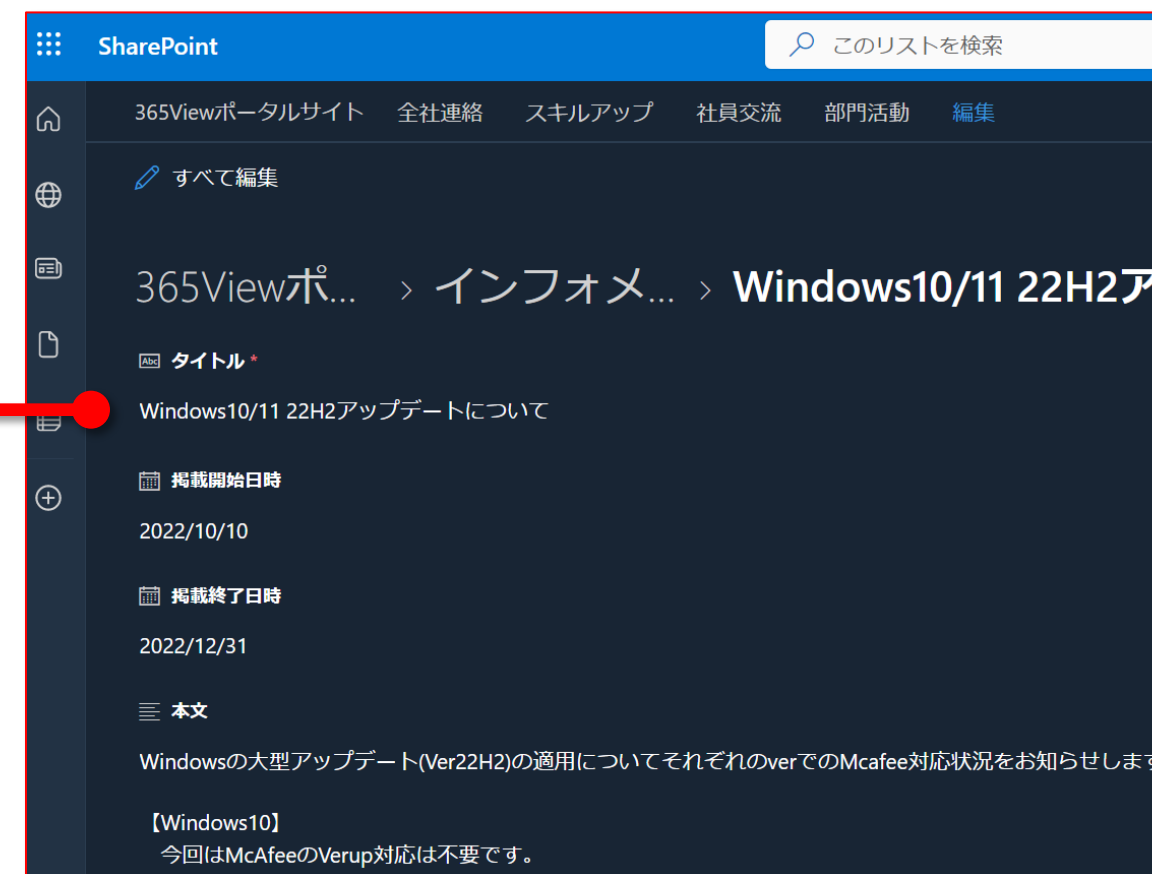 SharePoint
このリストを検索
365Viewポータルサイト 全社連絡 スキルアップ 社員交流 部門活動 編集
すべて編集
365Viewポ... > インフォメ... > Windows10/11 22H2ア
Abc タイトル *
Windows10/11 22H2アップデートについて
掲載開始日時
2022/10/10
掲載終了日時
2022/12/31
本文
Windowsの大型アップデート(Ver22H2)の適用についてそれぞれのverでのMcafee対応状況をお知らせします
【Windows10】
今回はMcAfeeのVerup対応は不要です。